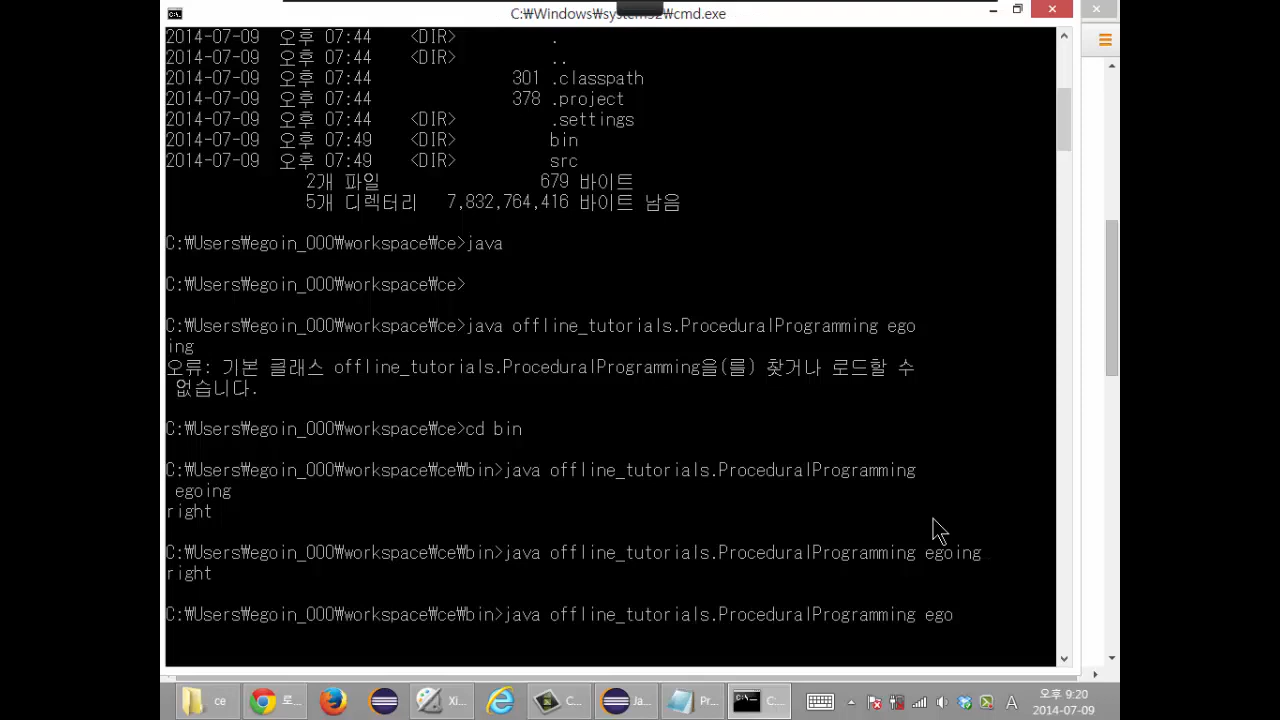 C:₩Windows₩system32₩cmd.exe
2014-07-09  오후 07:44    <DIR>          .
2014-07-09  오후 07:44    <DIR>          ..
2014-07-09  오후 07:44               301 .classpath
2014-07-09  오후 07:44               378 .project
2014-07-09  오후 07:44    <DIR>          .settings
2014-07-09  오후 07:49    <DIR>          bin
2014-07-09  오후 07:49    <DIR>          src
2개 파일                 679 바이트
5개 디렉터리   7,832,764,416 바이트 남음
C:₩Users₩egoin_000₩workspace₩ce>java
C:₩Users₩egoin_000₩workspace₩ce>
C:₩Users₩egoin_000₩workspace₩ce>java offline_tutorials.ProceduralProgramming ego
ing
오류: 기본 클래스 offline_tutorials.ProceduralProgramming을(를) 찾거나 로드할 수
없습니다.
C:₩Users₩egoin_000₩workspace₩ce>cd bin
C:₩Users₩egoin_000₩workspace₩ce₩bin>java offline_tutorials.ProceduralProgramming
egoing
right
C:₩Users₩egoin_000₩workspace₩ce₩bin>java offline_tutorials.ProceduralProgramming egoing
right
C:₩Users₩egoin_000₩workspace₩ce₩bin>java offline_tutorials.ProceduralProgramming ego
ce 로... Xi... C... Ja... Pr... C... A 오후 9:20
2014-07-09